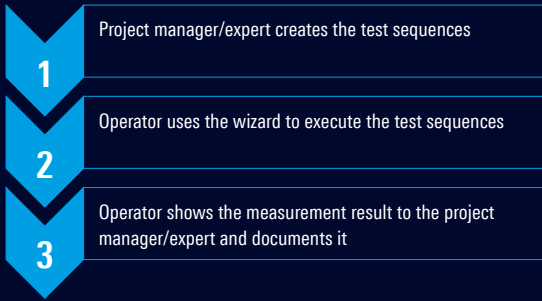 Project manager/expert creates the test sequences
1
Operator uses the wizard to execute the test sequences
2
Operator shows the measurement result to the project
manager/expert and documents it
3